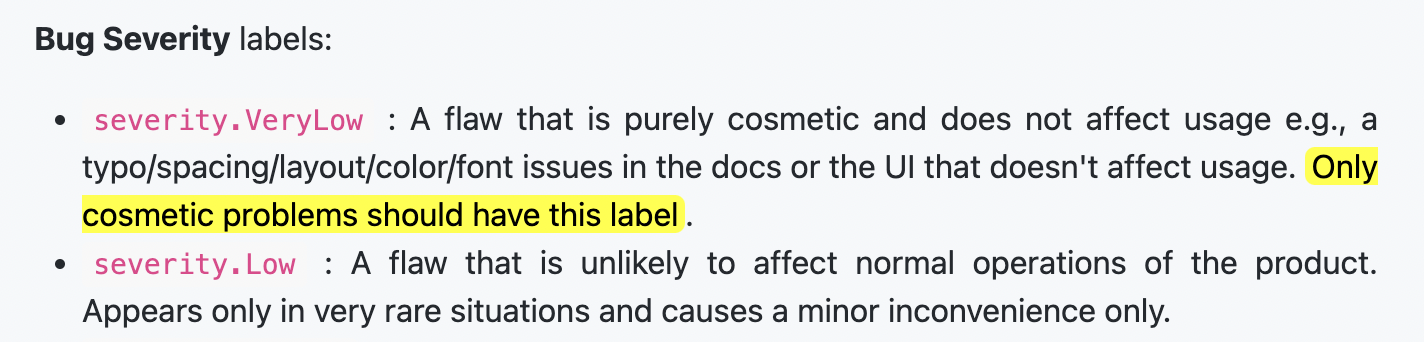 Bug Severity labels:
• severity.VeryLow : A flaw that is purely cosmetic and does not affect usage e.g., a
typo/spacing/layout/color/font issues in the docs or the UI that doesn't affect usage. Only
cosmetic problems should have this label.
• severity.Low : A flaw that is unlikely to affect normal operations of the product.
Appears only in very rare situations and causes a minor inconvenience only.